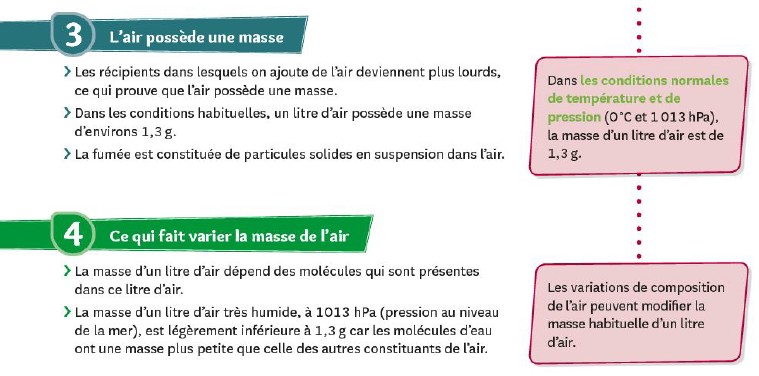 3 L'air possède une masse
❯ Les récipients dans lesquels on ajoute de l'air deviennent plus lourds,
ce qui prouve que l'air possède une masse.
❯ Dans les conditions habituelles, un litre d'air possède une masse
d'environs 1,3 g.
❯ La fumée est constituée de particules solides en suspension dans l'air.
Dans les conditions normales
de température et de
pression (0°C et 1 013 hPa),
la masse d'un litre d'air est de
1,3 g.
4 Ce qui fait varier la masse de l'air
❯ La masse d'un litre d'air dépend des molécules qui sont présentes
dans ce litre d'air.
❯ La masse d'un litre d'air très humide, à 1013 hPa (pression au niveau
de la mer), est légèrement inférieure à 1,3 g car les molécules d'eau
ont une masse plus petite que celle des autres constituants de l'air.
Les variations de composition
de l'air peuvent modifier la
masse habituelle d'un litre
d'air.